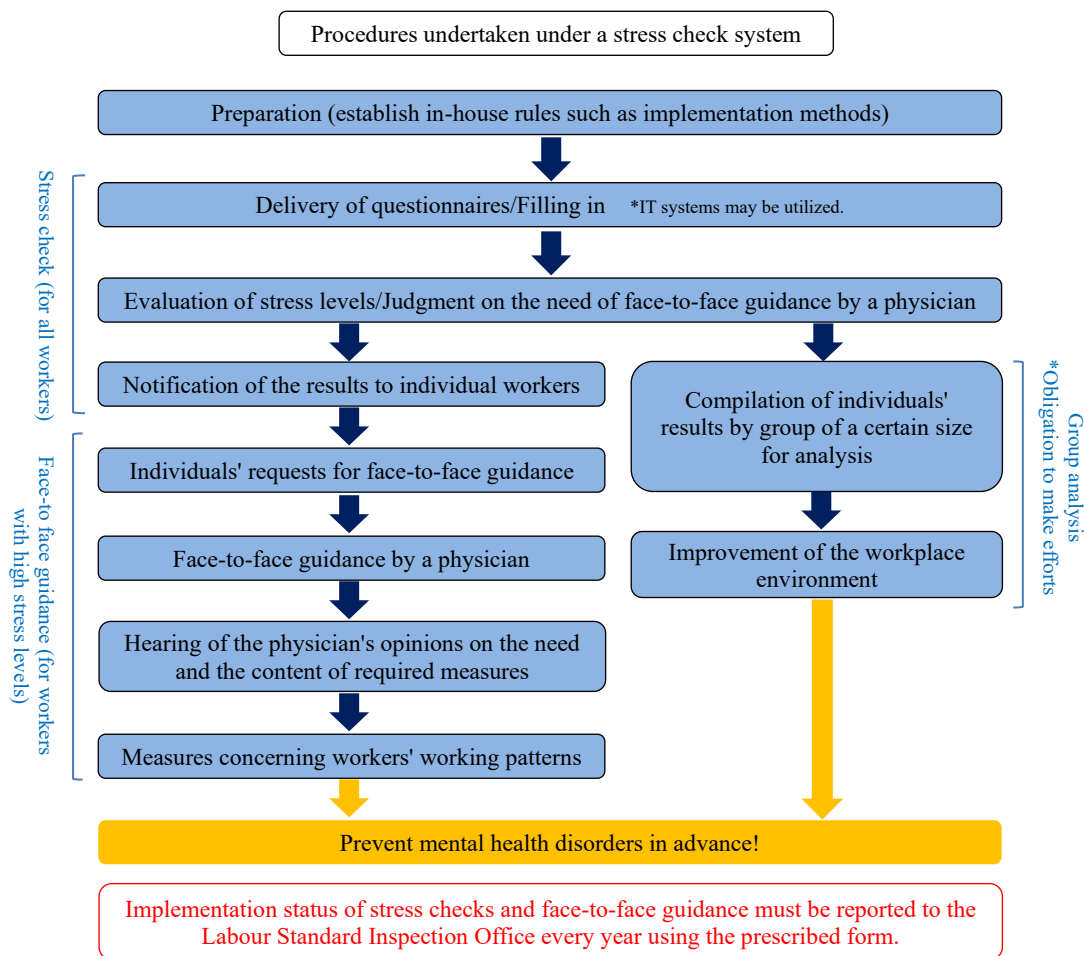 Procedures undertaken under a stress check system
Preparation (establish in-house rules such as implementation methods)
Stress check (for all
workers)
Delivery of questionnaires/Filling in *IT systems may be utilized.
Evaluation of stress levels/Judgment on the need of face-to-face guidance by a physician
Notification of the results to individual workers
Face-to face guidance (for workers
with high stress levels)
Individuals' requests for face-to-face guidance
Face-to-face guidance by a physician
Hearing of the physician's opinions on the need
and the content of required measures
Measures concerning workers' working patterns
Compilation of individuals'
results by group of a certain size
for analysis
Improvement of the workplace
environment
Group analysis
*Obligation to make efforts
Prevent mental health disorders in advance!
Implementation status of stress checks and face-to-face guidance must be reported to the
Labour Standard Inspection Office every year using the prescribed form.